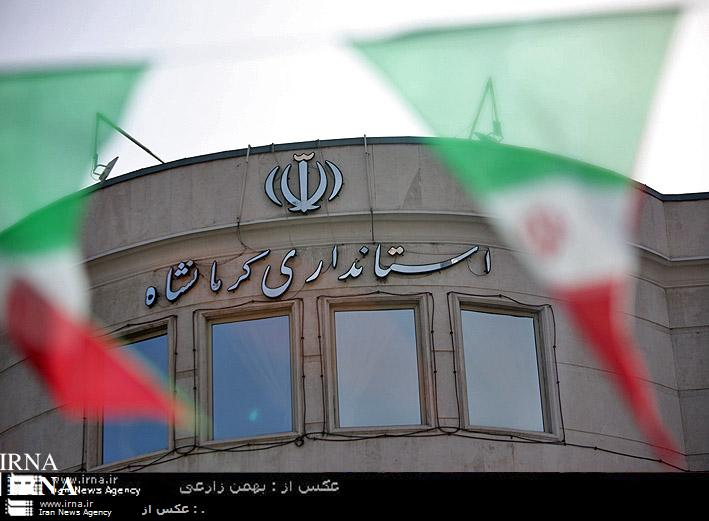 استانداری کرمانشاه
IRNA
www.irna.ir
عکس از : بهمن زارعی
IRNA
Iran News Agency
www.irna.ir
Iran News Agency
عکس از : .